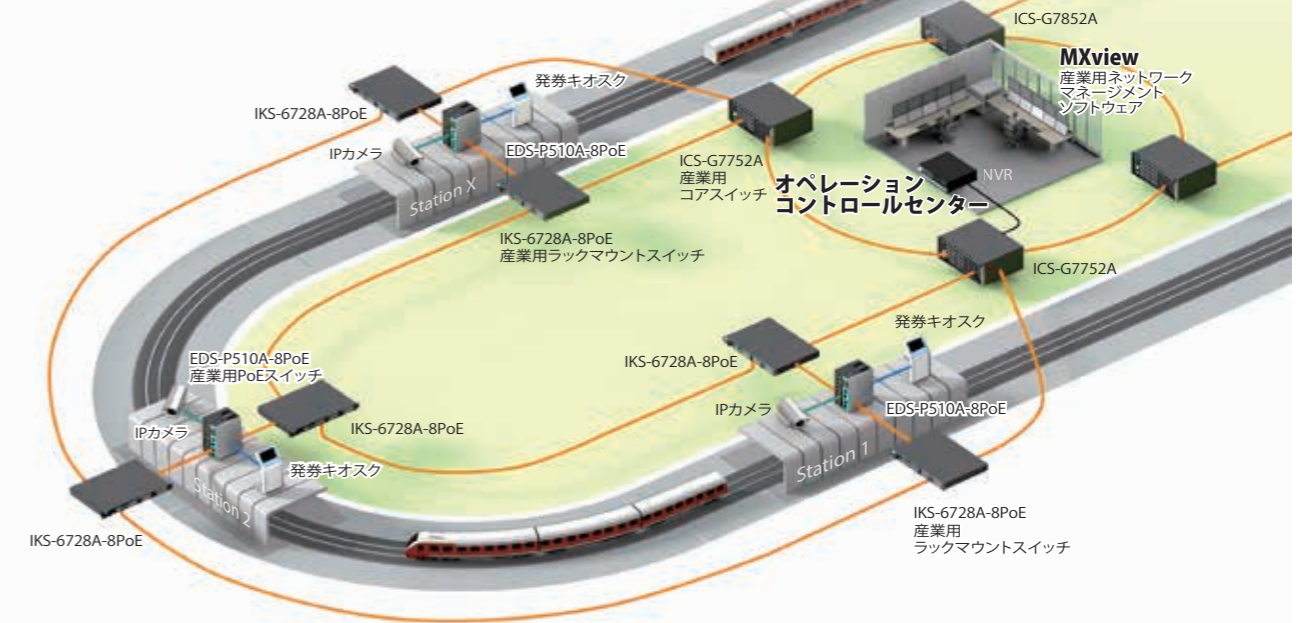 ICS-G7852A
MXview
産業用ネットワーク
マネージメント
ソフトウェア
発券キオスク
IKS-6728A-8PoE
IPカメラ
EDS-P510A-8PoE
Station X
ICS-G7752A
産業用
コアスイッチ
オペレーション
コントロールセンター
NVR
IKS-6728A-8PoE
産業用ラックマウントスイッチ
ICS-G7752A
発券キオスク
IKS-6728A-8PoE
EDS-P510A-8PoE
産業用PoEスイッチ
IPカメラ
EDS-P510A-8PoE
IKS-6728A-8PoE
IPカメラ
Station 1
発券キオスク
Station 2
IKS-6728A-8PoE
IKS-6728A-8PoE
産業用
ラックマウントスイッチ